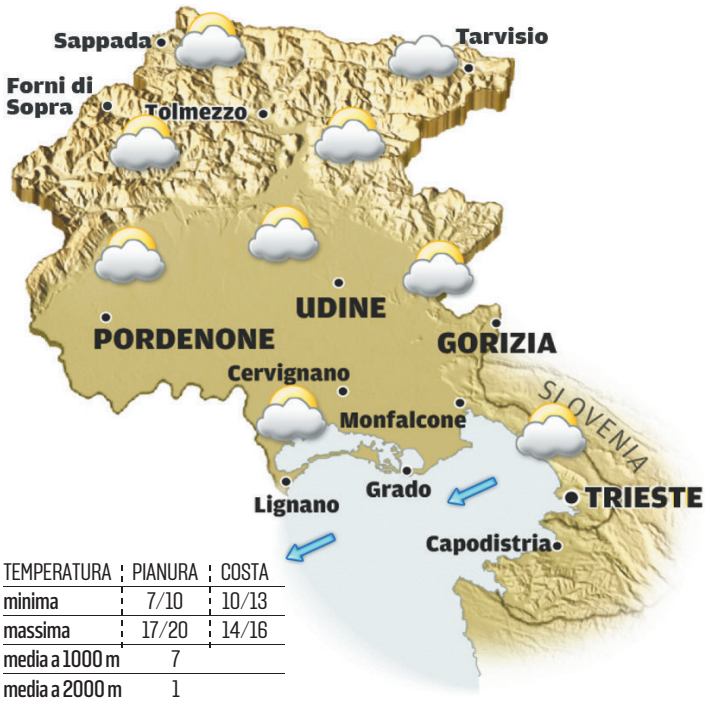 Sappada
Tarvisio
Forni di
Sopra
Tolmezzo
UDINE
PORDENONE
GORIZIA
Cervignano
SLOVENIA
Monfalcone
Lignano
Grado
TRIESTE
Capodistria
TEMPERATURA PIANURA COSTA
minima 7/10 10/13
massima 17/20 14/16
media a 1000 m 7
media a 2000 m 1